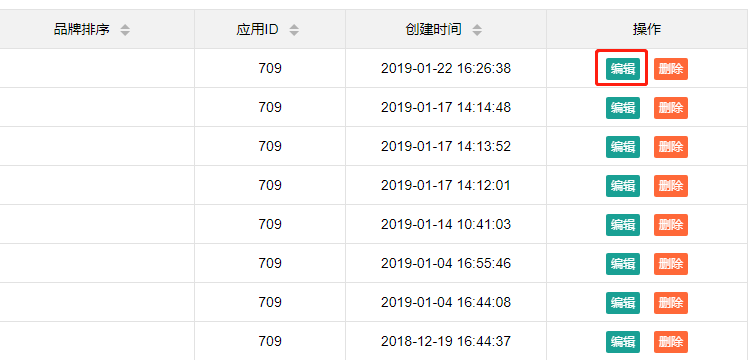 品牌排序 应用ID 创建时间 操作
709 2019-01-22 16:26:38 编辑 删除
709 2019-01-17 14:14:48 编辑 删除
709 2019-01-17 14:13:52 编辑 删除
709 2019-01-17 14:12:01 编辑 删除
709 2019-01-14 10:41:03 编辑 删除
709 2019-01-04 16:55:46 编辑 删除
709 2019-01-04 16:44:08 编辑 删除
709 2018-12-19 16:44:37 编辑 删除